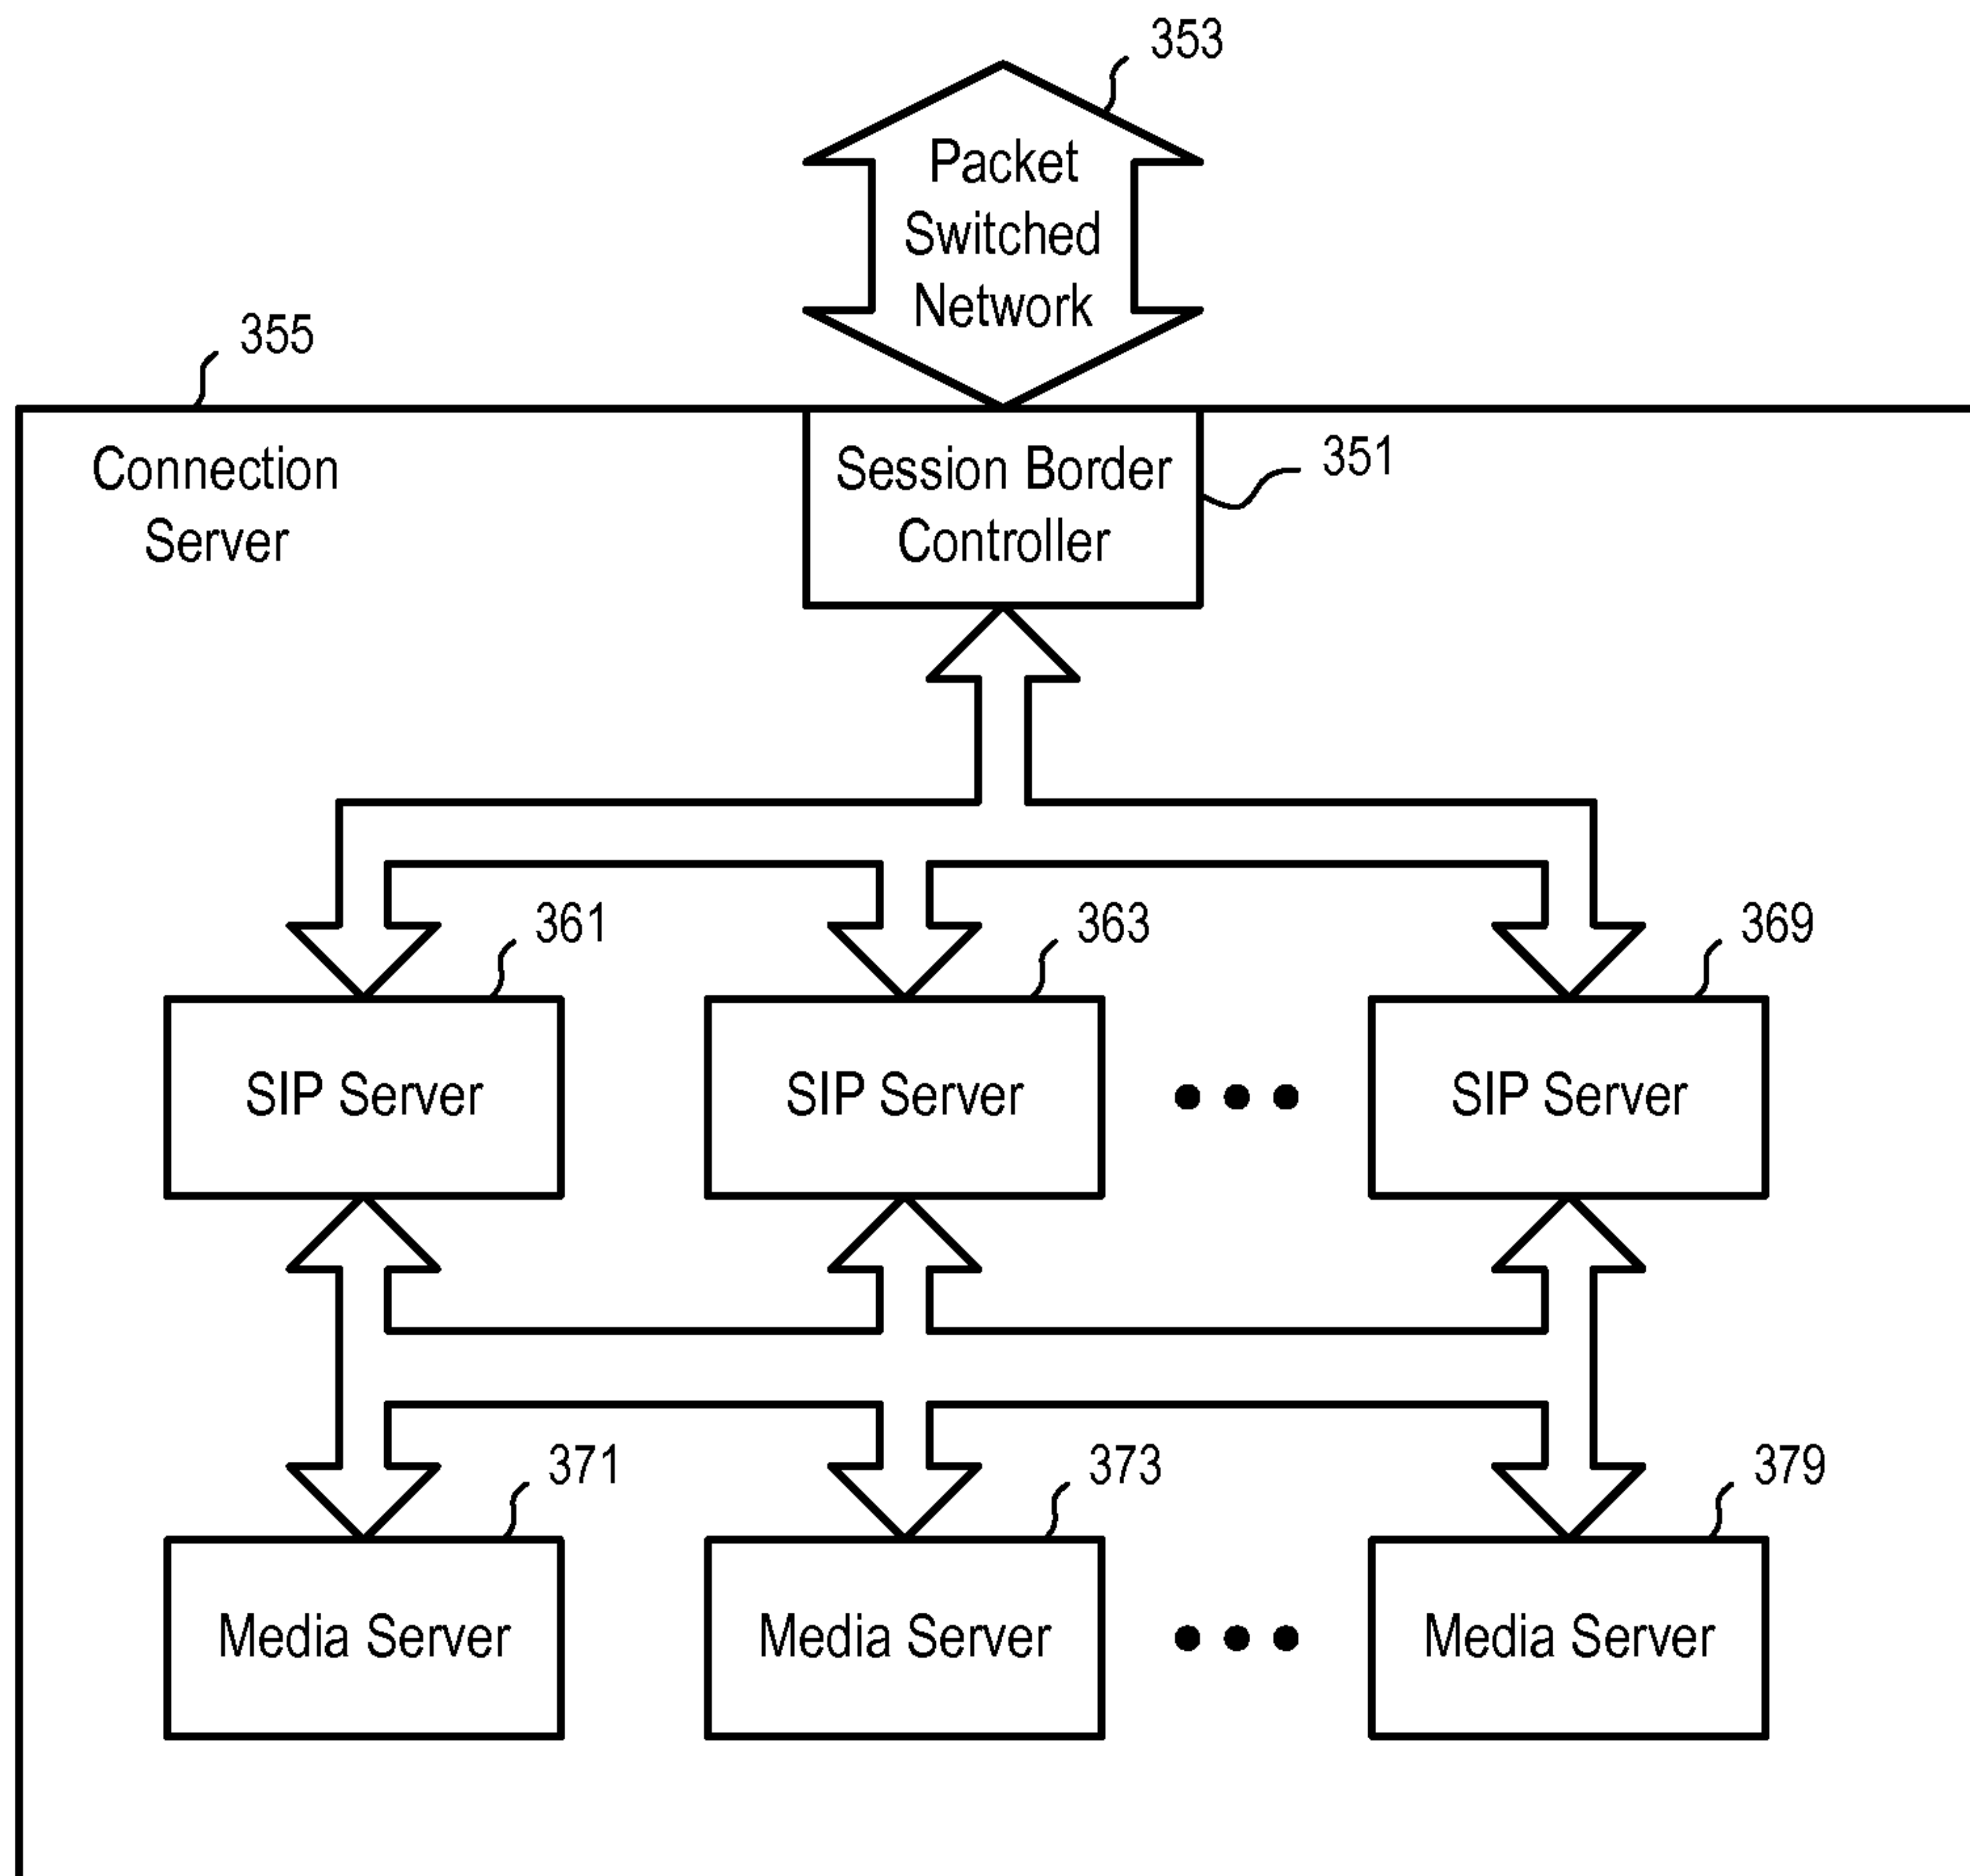 353
Packet
Switched
Network
355
Connection
Server
Session Border
Controller
351
361
363
369
SIP Server
SIP Server
SIP Server
371
373
379
Media Server
Media Server
Media Server